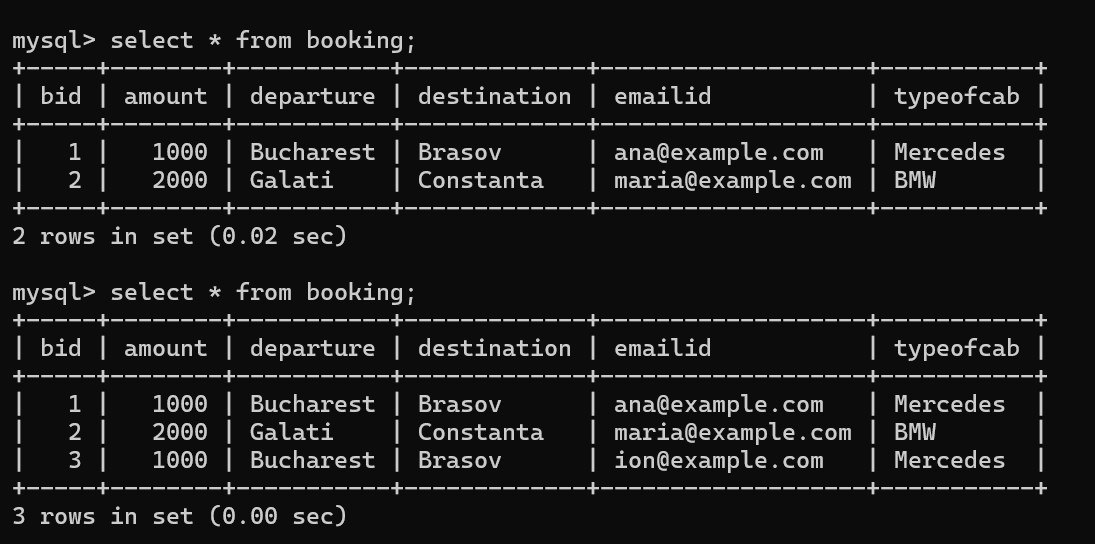 mysql> select * from booking;
+-----+--------+-----------+-------------+-------------------+-----------+
| bid | amount | departure | destination | emailid           | typeofcab |
+-----+--------+-----------+-------------+-------------------+-----------+
|   1 |   1000 | Bucharest | Brasov      | ana@example.com   | Mercedes  |
|   2 |   2000 | Galati    | Constanta   | maria@example.com | BMW       |
+-----+--------+-----------+-------------+-------------------+-----------+
2 rows in set (0.02 sec)

mysql> select * from booking;
+-----+--------+-----------+-------------+-------------------+-----------+
| bid | amount | departure | destination | emailid           | typeofcab |
+-----+--------+-----------+-------------+-------------------+-----------+
|   1 |   1000 | Bucharest | Brasov      | ana@example.com   | Mercedes  |
|   2 |   2000 | Galati    | Constanta   | maria@example.com | BMW       |
|   3 |   1000 | Bucharest | Brasov      | ion@example.com   | Mercedes  |
+-----+--------+-----------+-------------+-------------------+-----------+
3 rows in set (0.00 sec)